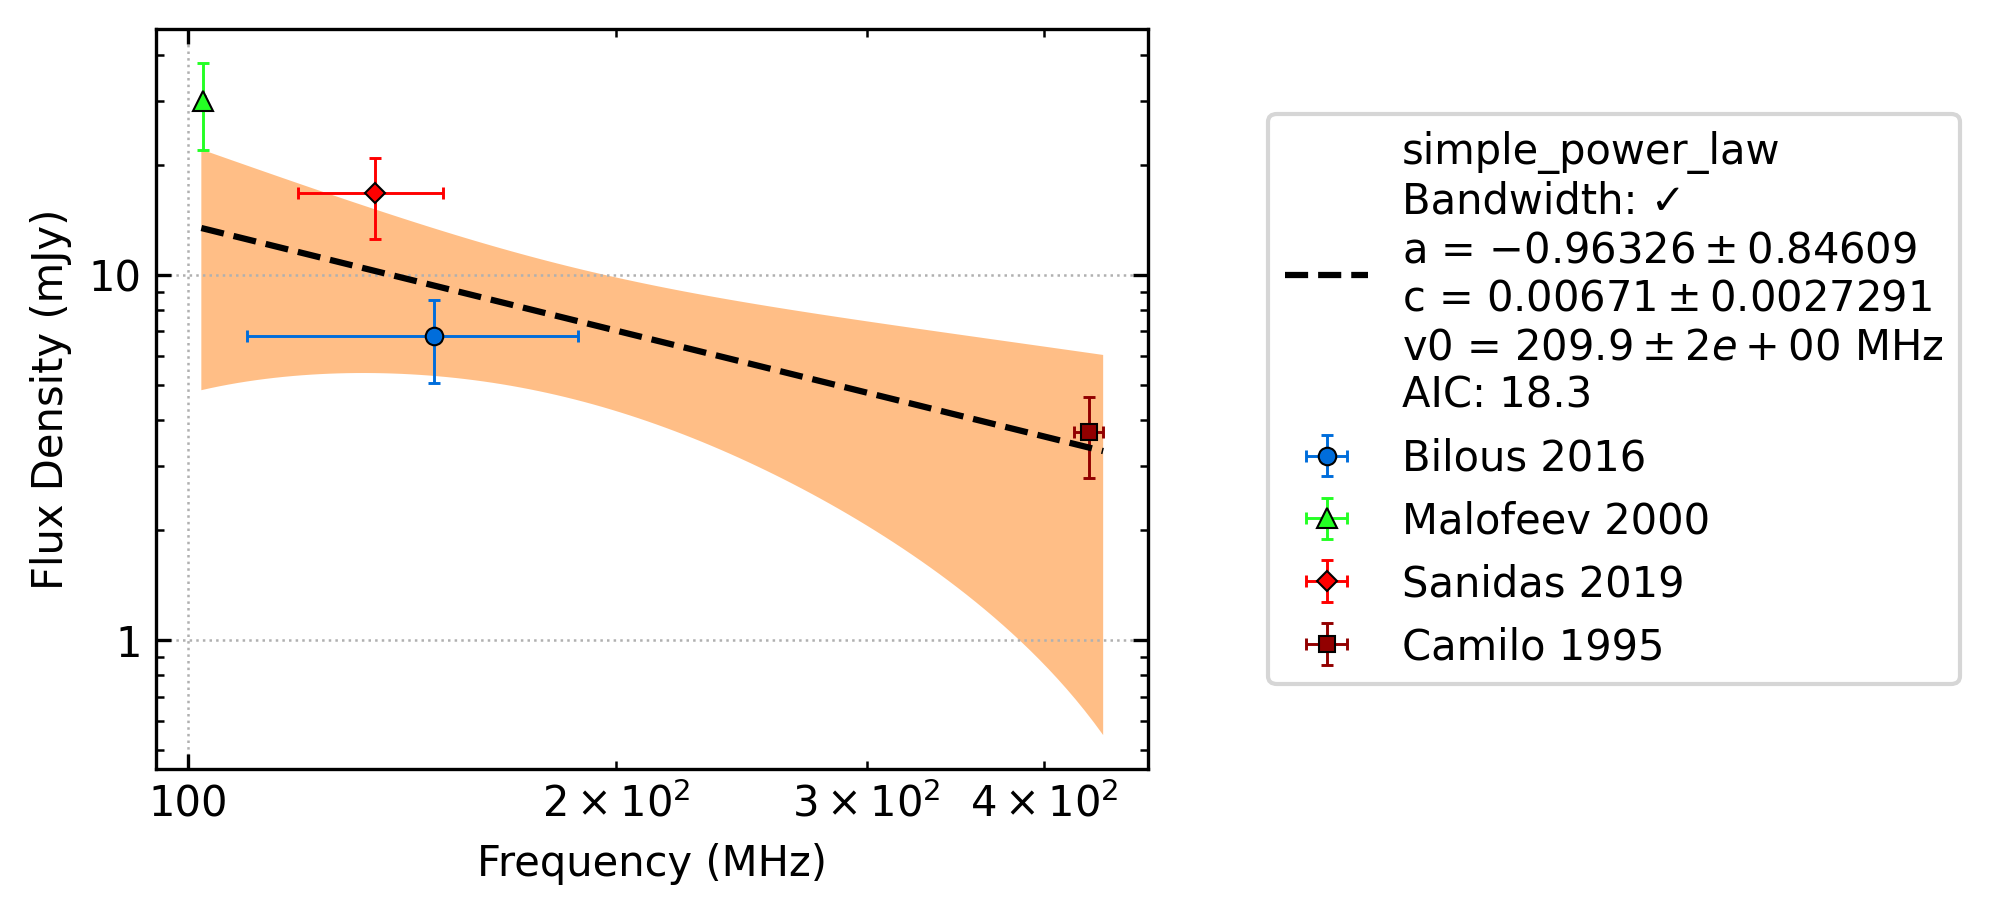 Flux Density (mJy)
10
1
100
2 × 10²
3 × 10²
4 × 10²
Frequency (MHz)
simple_power_law
Bandwidth: ✓
a = −0.96326 ± 0.84609
c = 0.00671 ± 0.0027291
v0 = 209.9 ± 2e + 00 MHz
AIC: 18.3
Bilous 2016
Malofeev 2000
Sanidas 2019
Camilo 1995